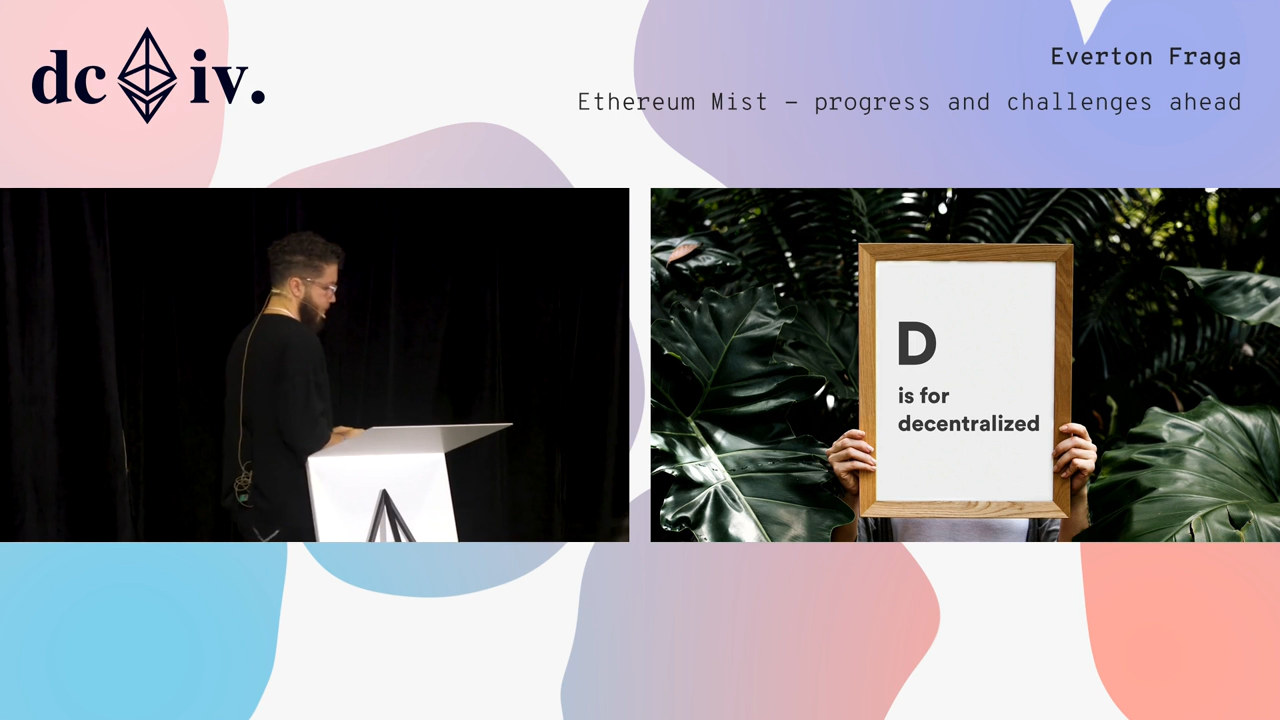 dc iv.
Everton Fraga
Ethereum Mist – progress and challenges ahead
D
is for
decentralized